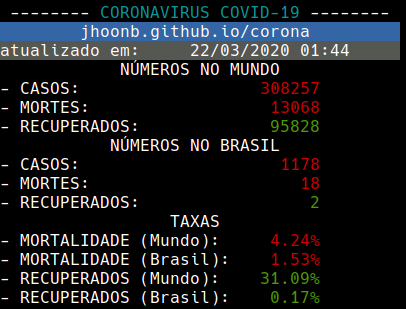 -------- CORONAVIRUS COVID-19 --------
jhoonb.github.io/corona
atualizado em: 22/03/2020 01:44
NÚMEROS NO MUNDO
- CASOS: 308257
- MORTES: 13068
- RECUPERADOS: 95828
NÚMEROS NO BRASIL
- CASOS: 1178
- MORTES: 18
- RECUPERADOS: 2
TAXAS
- MORTALIDADE (Mundo): 4.24%
- MORTALIDADE (Brasil): 1.53%
- RECUPERADOS (Mundo): 31.09%
- RECUPERADOS (Brasil): 0.17%